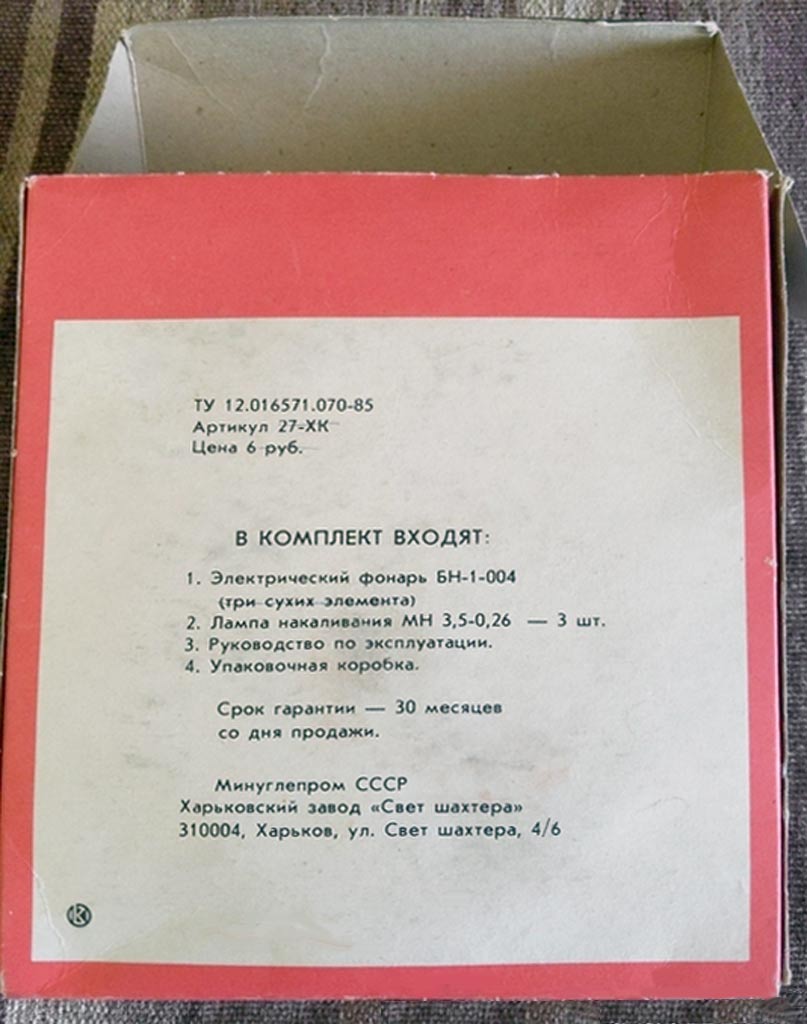 ТУ 12.016571.070-85
Артикул 27-ХК
Цена 6 руб.
В КОМПЛЕКТ ВХОДЯТ:
1. Электрический фонарь БН-1-004
(три сухих элемента)
2. Лампа накаливания МН 3,5-0,26 — 3 шт.
3. Руководство по эксплуатации.
4. Упаковочная коробка.
Срок гарантии — 30 месяцев
со дня продажи.
Минуглепром СССР
Харьковский завод «Свет шахтера»
310004, Харьков, ул. Свет шахтера, 4/6